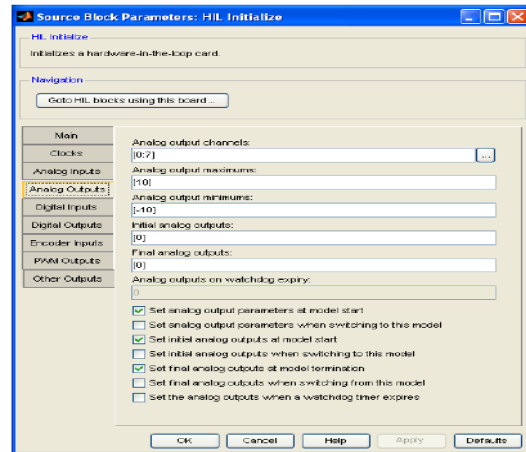 Source Block Parameters: HIL Initialize
HIL Initialize
Initializes a hardware-in-the-loop card.
Navigation
Goto HIL blocks using this board...
Main
Clocks
Analog Inputs
Analog Outputs
Digital Inputs
Digital Outputs
Encoder Inputs
PWM Outputs
Other Outputs
Analog output channels:
[0:7]
...
Analog output maximums:
[10]
Analog output minimums:
[-10]
Initial analog outputs:
[0]
Final analog outputs:
[0]
Analog outputs on watchdog expiry:
0
Set analog output parameters at model start
Set analog output parameters when switching to this model
Set initial analog outputs at model start
Set initial analog outputs when switching to this model
Set final analog outputs at model termination
Set final analog outputs when switching from this model
Set the analog outputs when a watchdog timer expires
OK Cancel Help Apply Defaults